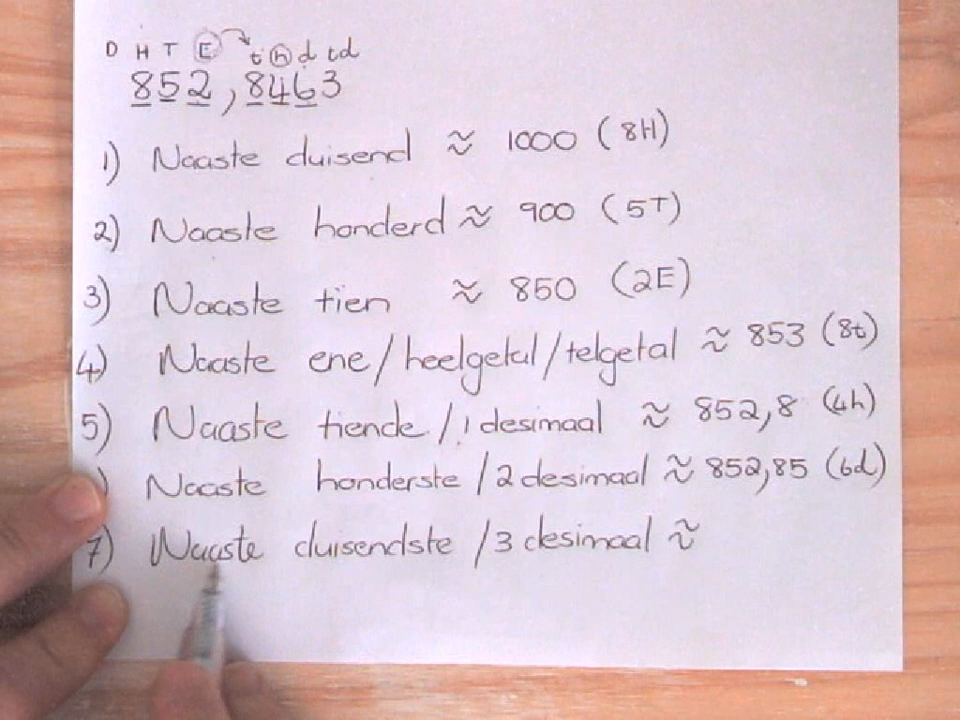 D H T E t h d td
852,8463
1) Naaste duisend ≈ 1000 (8H)
2) Naaste honderd ≈ 900 (5T)
3) Naaste tien ≈ 850 (2E)
4) Naaste ene/heelgetal/telgetal ≈ 853 (8t)
5) Naaste tiende/1 desimaal ≈ 852,8 (4h)
) Naaste honderste/2 desimaal ≈ 852,85 (6d)
7) Naaste duisendste/3 desimaal ≈